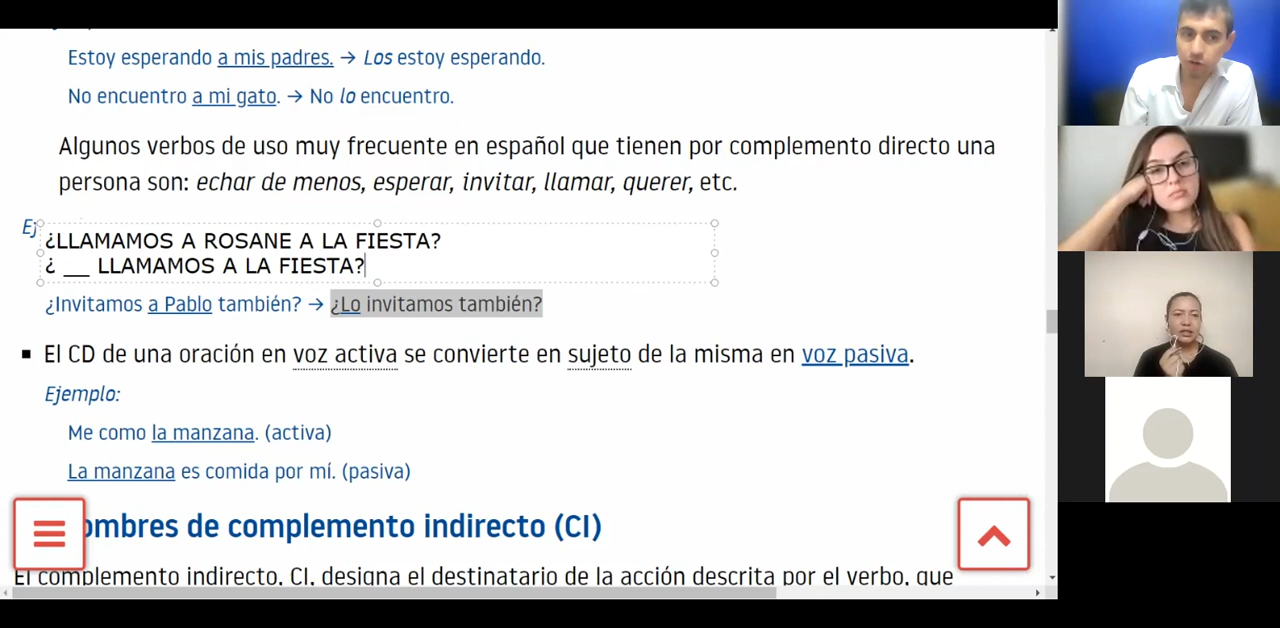 Estoy esperando a mis padres. → Los estoy esperando.
No encuentro a mi gato. → No lo encuentro.
Algunos verbos de uso muy frecuente en español que tienen por complemento directo una
persona son: echar de menos, esperar, invitar, llamar, querer, etc.
Ej
¿LLAMAMOS A ROSANE A LA FIESTA?
¿ __ LLAMAMOS A LA FIESTA?
¿Invitamos a Pablo también? → ¿Lo invitamos también?
▪ El CD de una oración en voz activa se convierte en sujeto de la misma en voz pasiva.
Ejemplo:
Me como la manzana. (activa)
La manzana es comida por mí. (pasiva)
ombres de complemento indirecto (CI)
El complemento indirecto, CI, designa el destinatario de la acción descrita por el verbo, que